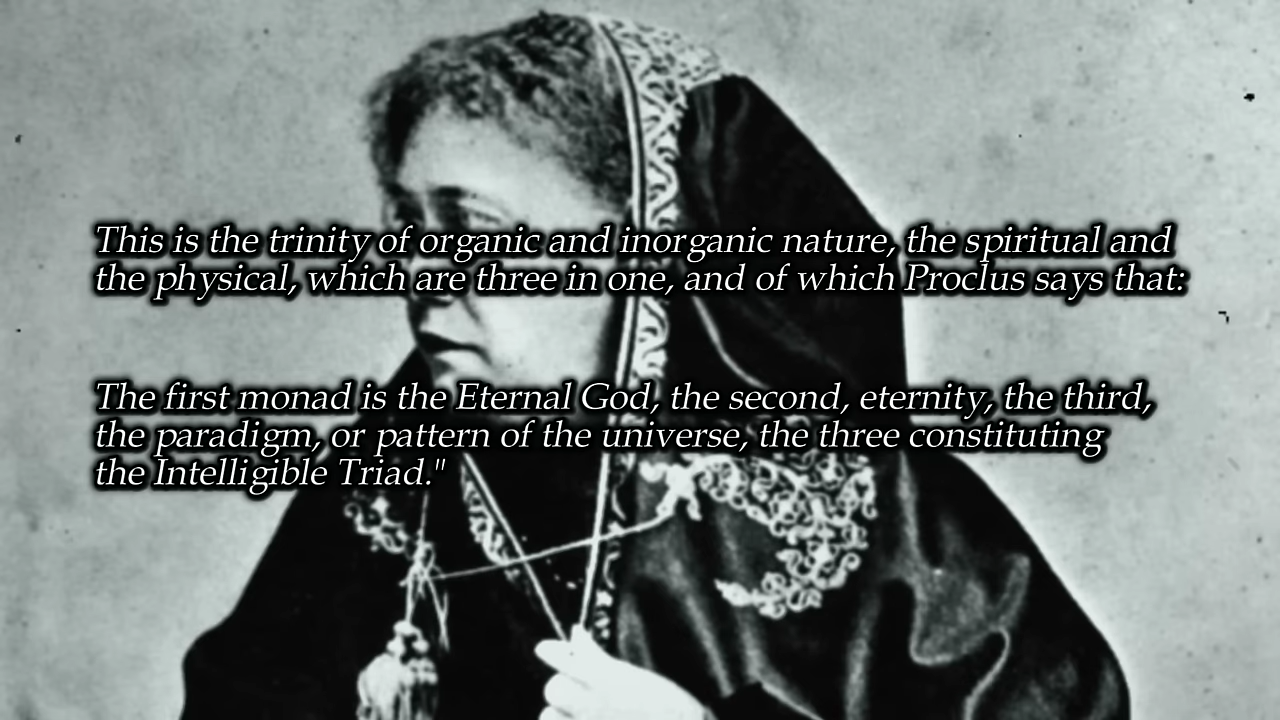 This is the trinity of organic and inorganic nature, the spiritual and
the physical, which are three in one, and of which Proclus says that:
The first monad is the Eternal God, the second, eternity, the third,
the paradigm, or pattern of the universe, the three constituting
the Intelligible Triad."